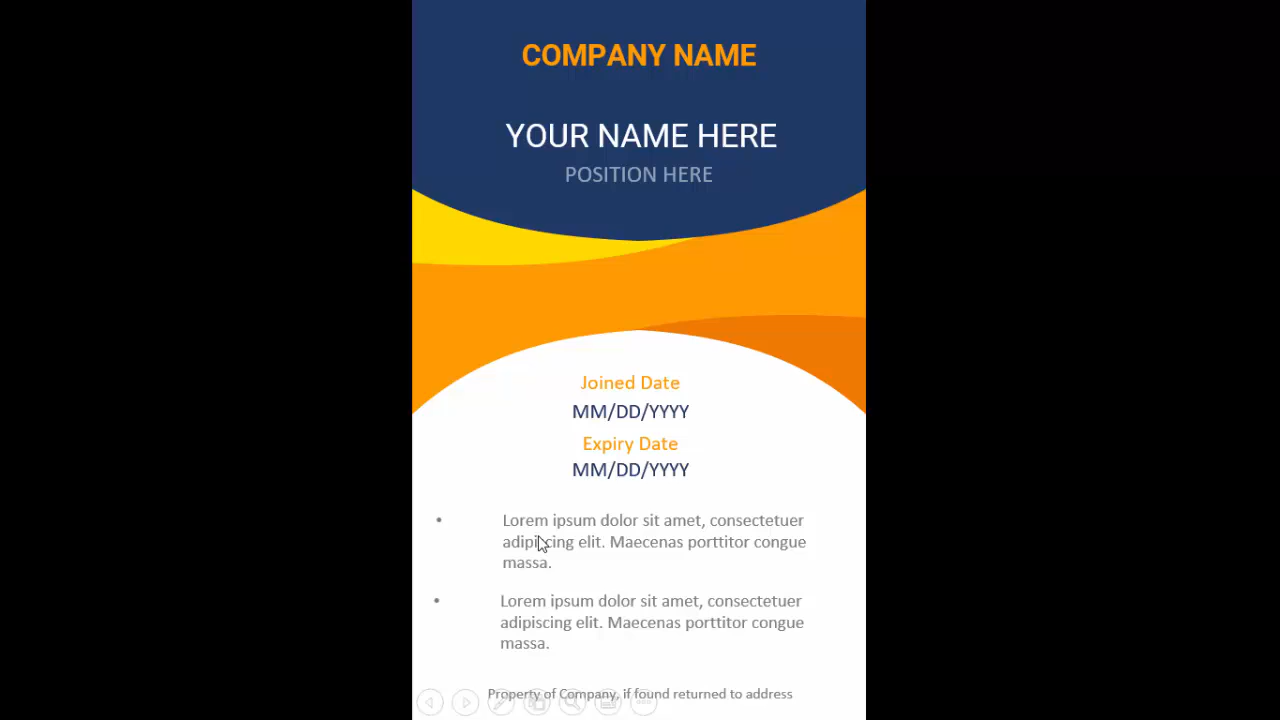 COMPANY NAME
YOUR NAME HERE
POSITION HERE
Joined Date
MM/DD/YYYY
Expiry Date
MM/DD/YYYY
• Lorem ipsum dolor sit amet, consectetuer
adipiscing elit. Maecenas porttitor congue
massa.
• Lorem ipsum dolor sit amet, consectetuer
adipiscing elit. Maecenas porttitor congue
massa.
Property of Company, if found returned to address